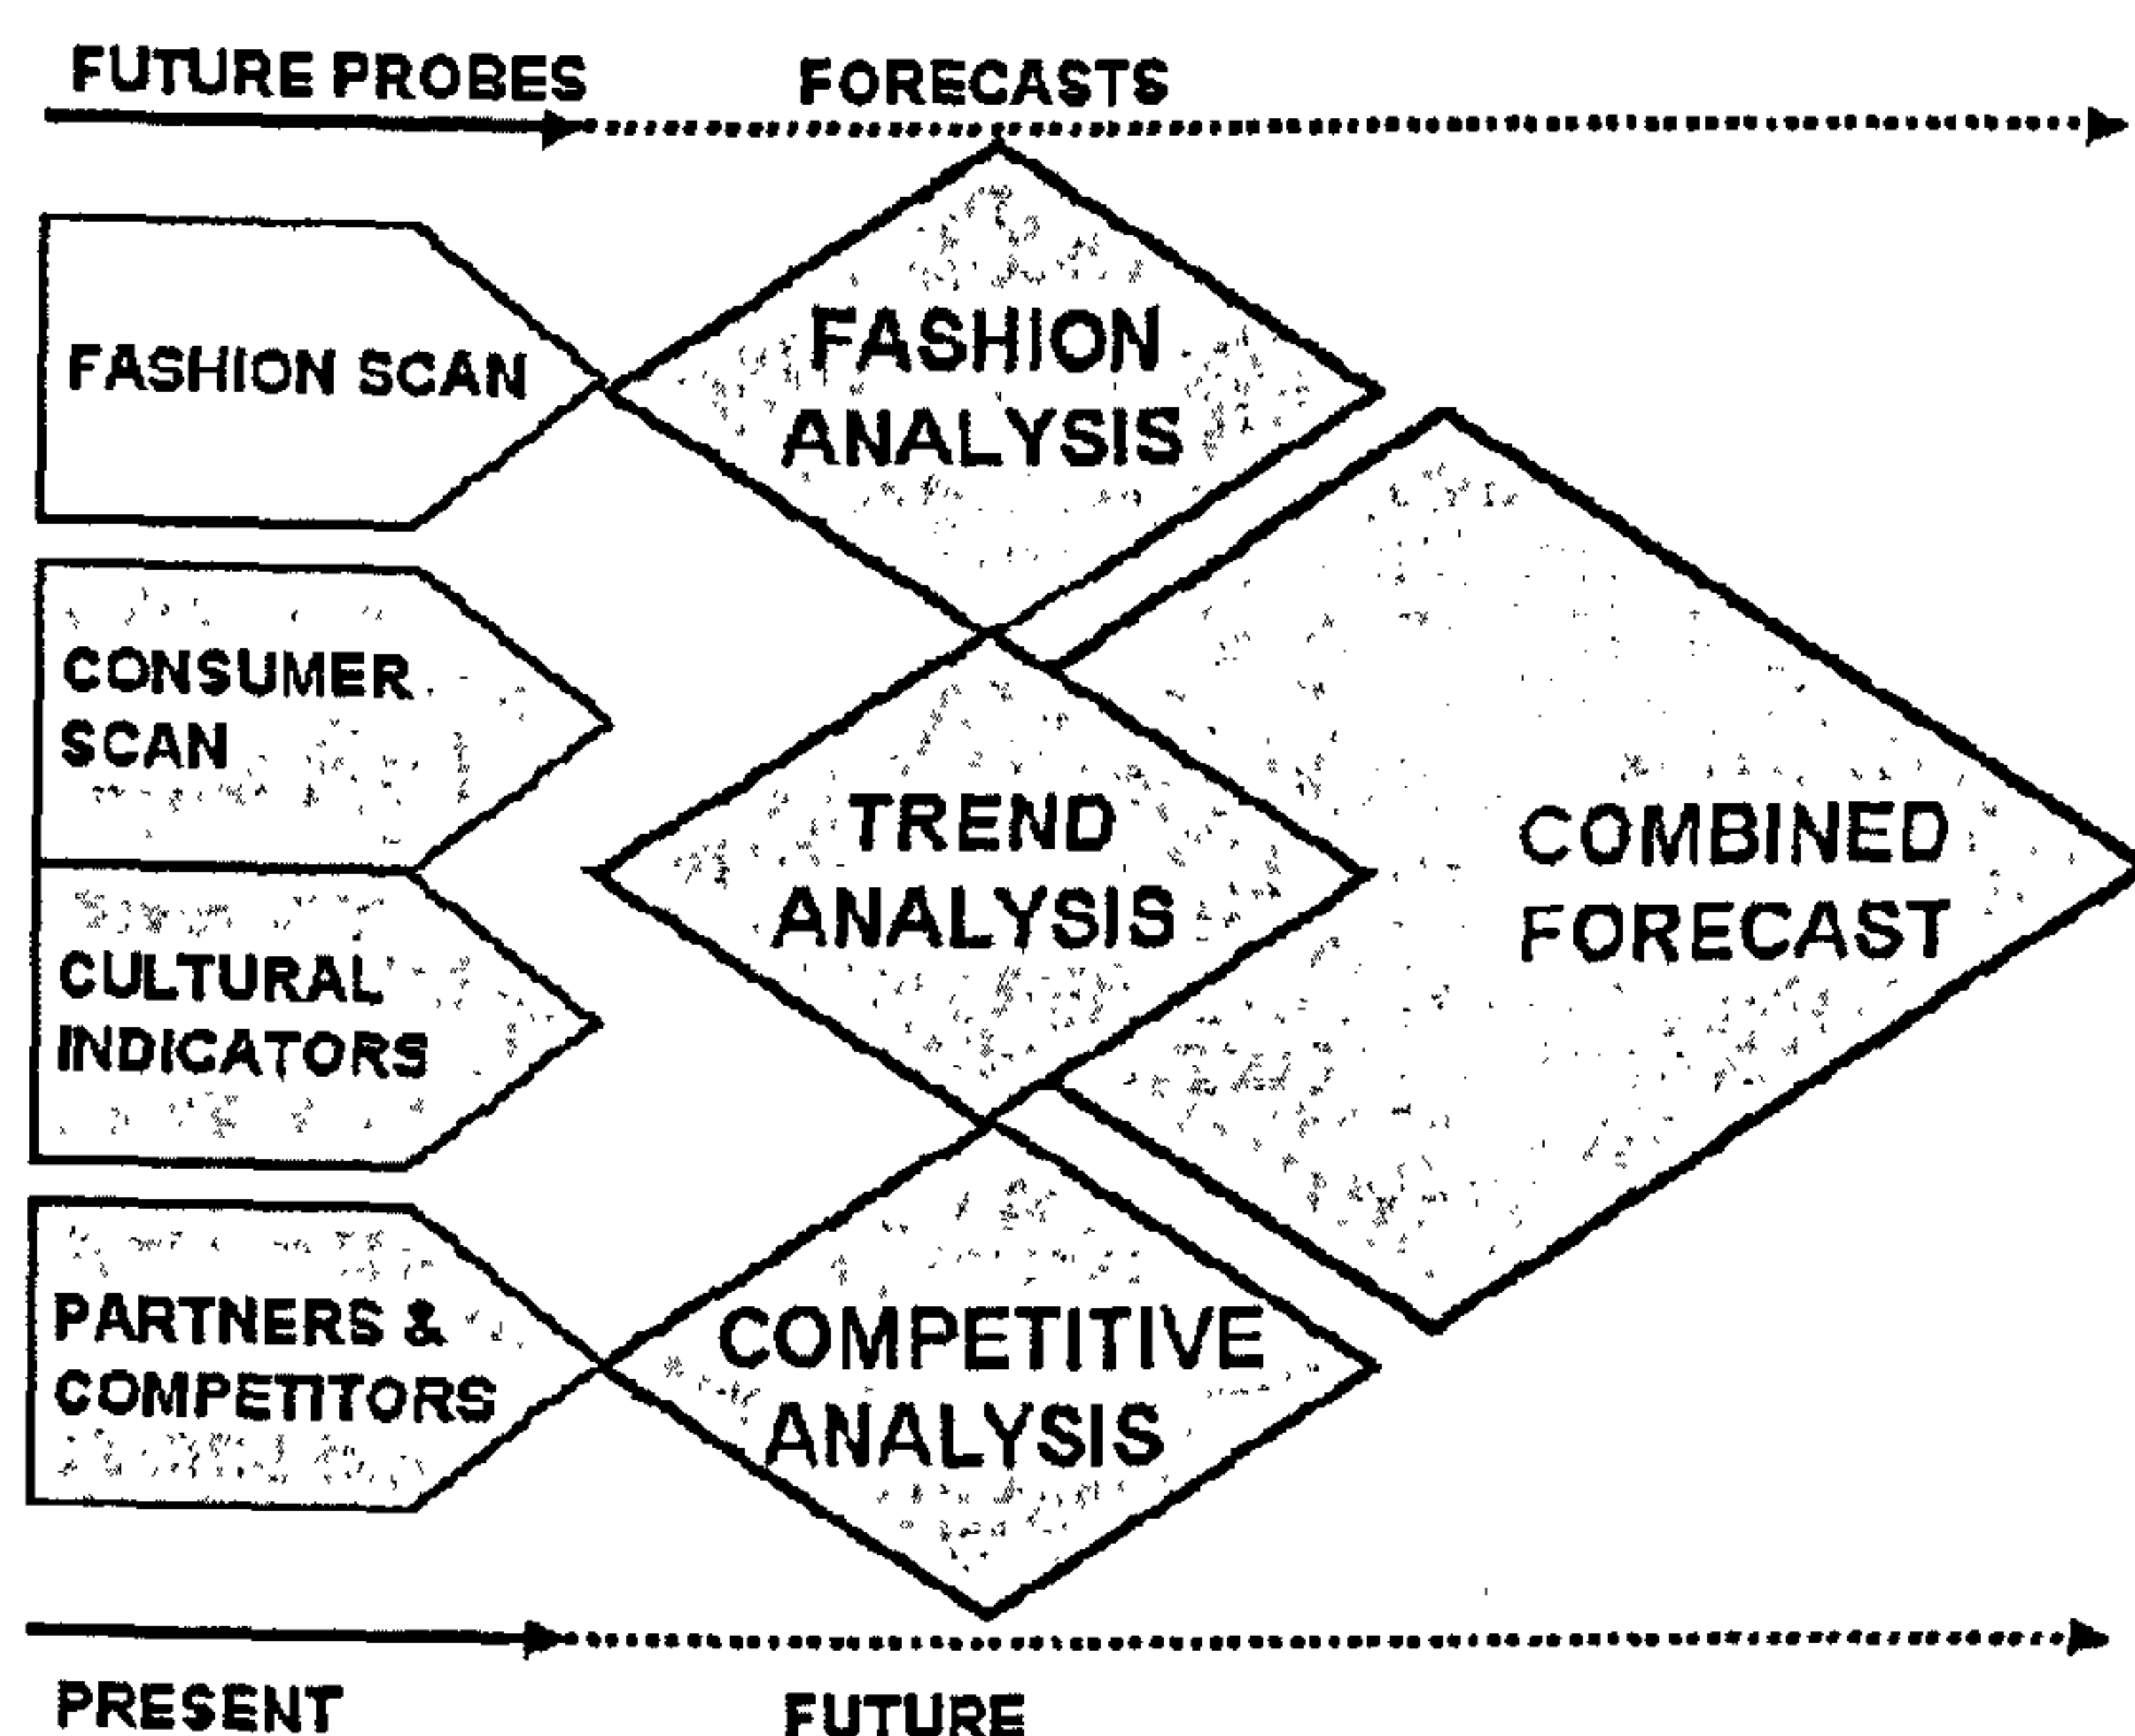 FUTURE PROBES
FORECASTS
FASHION SCAN
FASHION
ANALYSIS
CONSUMER
SCAN
TREND
ANALYSIS
COMBINED
FORECAST
CULTURAL
INDICATORS
PARTNERS &
COMPETITORS
COMPETITIVE
ANALYSIS
PRESENT
FUTURE